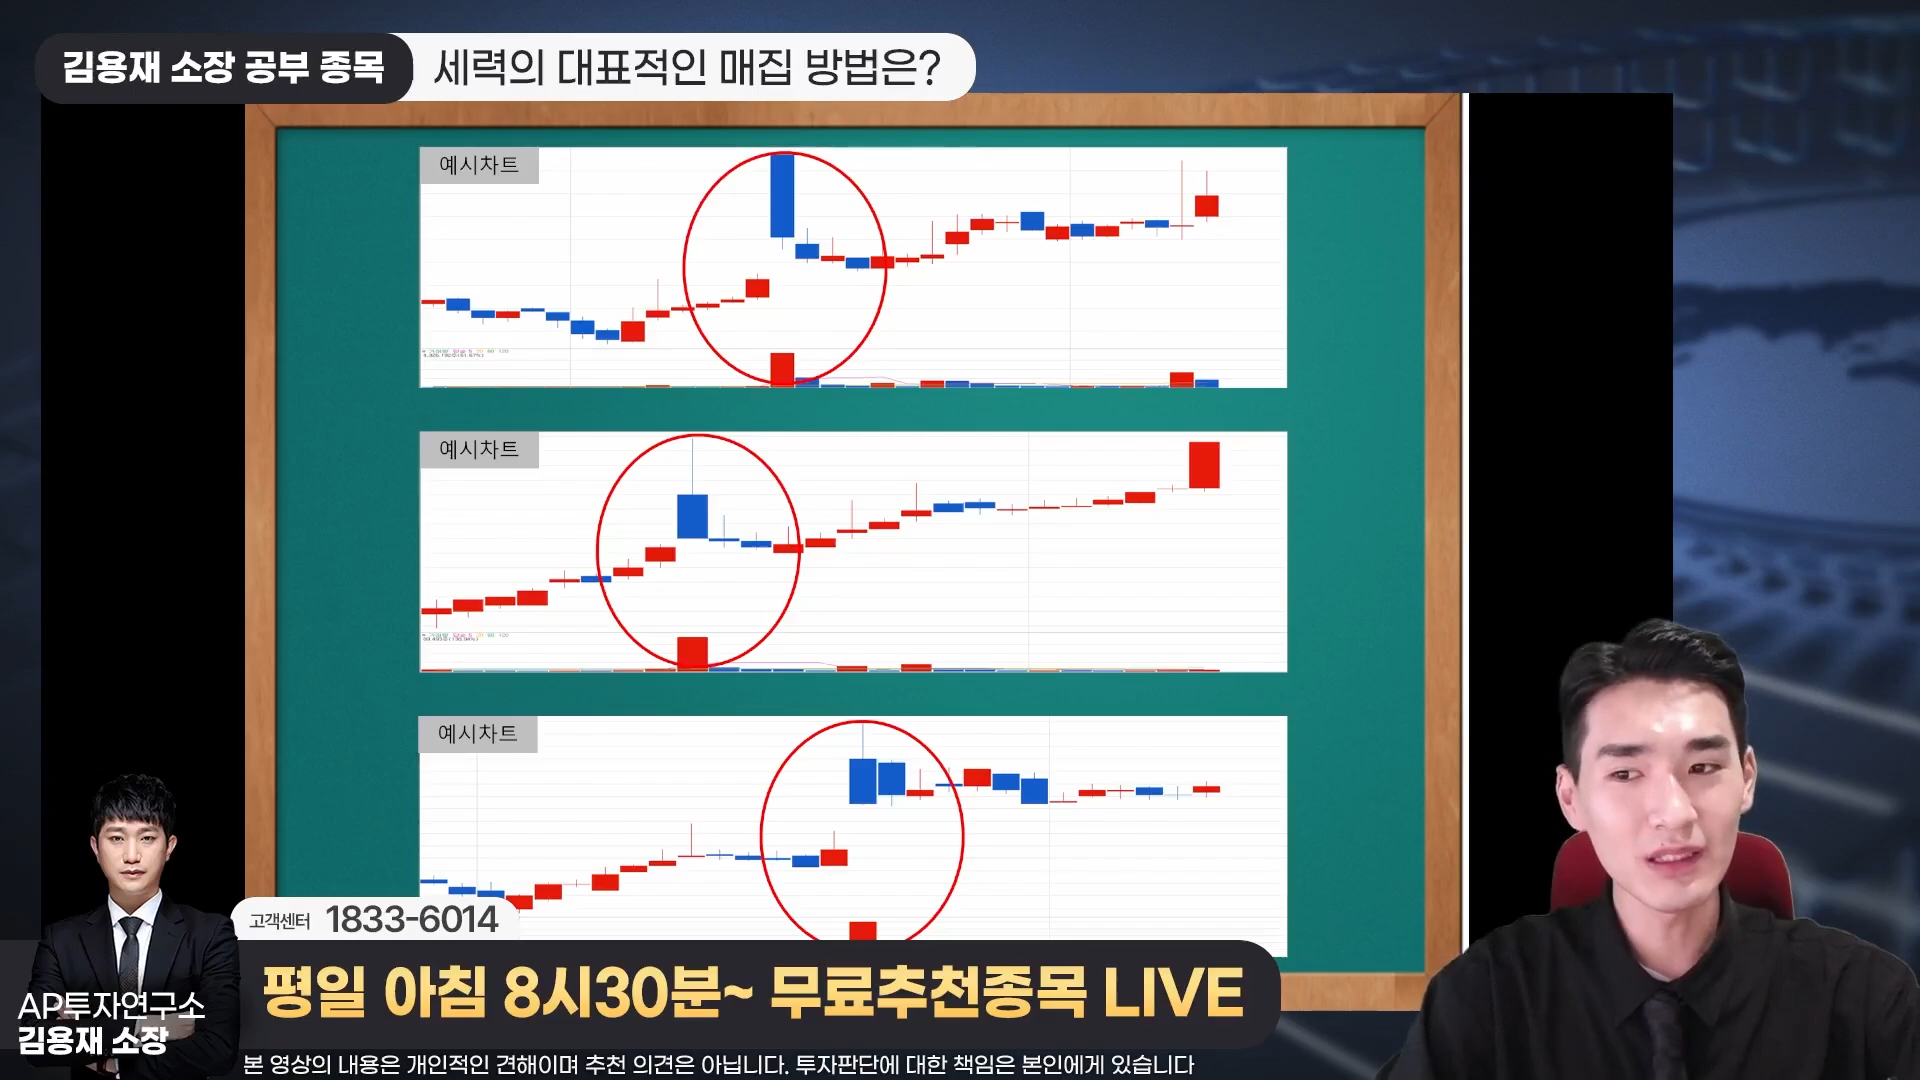 김용재 소장 공부 종목
세력의 대표적인 매집 방법은?
예시차트
예시차트
예시차트
고객센터 1833-6014
평일 아침 8시30분~ 무료추천종목 LIVE
AP투자연구소
김용재 소장
본 영상의 내용은 개인적인 견해이며 추천 의견은 아닙니다. 투자판단에 대한 책임은 본인에게 있습니다